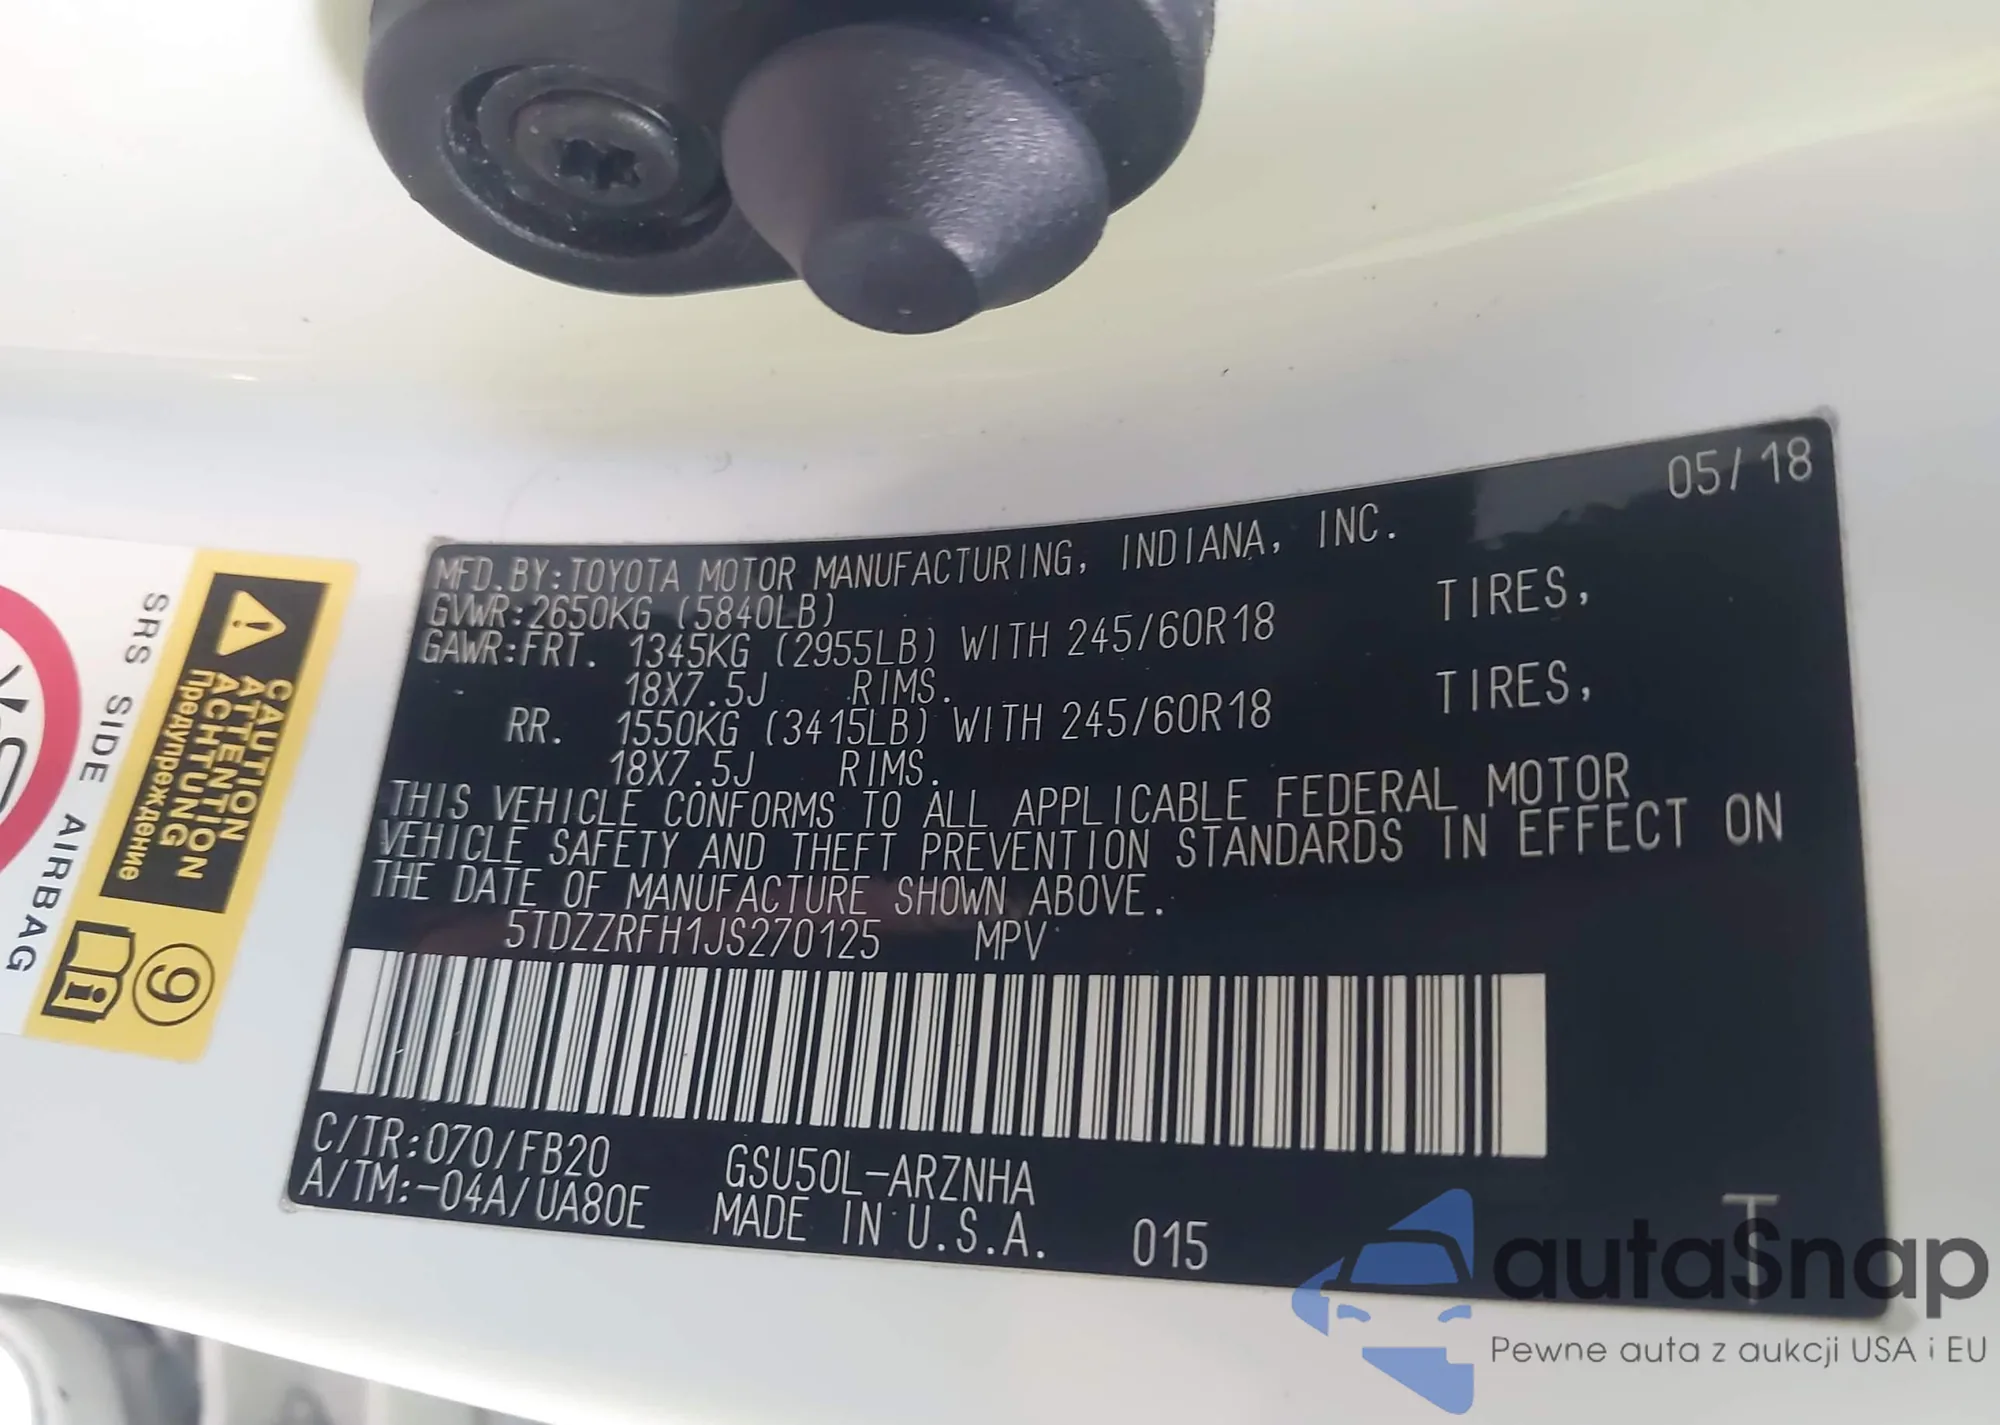 05/18
MFD.BY:TOYOTA MOTOR MANUFACTURING, INDIANA, INC.
GVWR:2650KG (5840LB)
GAWR:FRT. 1345KG (2955LB) WITH 245/60R18 TIRES,
18X7.5J RIMS.
RR. 1550KG (3415LB) WITH 245/60R18 TIRES,
18X7.5J RIMS.
THIS VEHICLE CONFORMS TO ALL APPLICABLE FEDERAL MOTOR
VEHICLE SAFETY AND THEFT PREVENTION STANDARDS IN EFFECT ON
THE DATE OF MANUFACTURE SHOWN ABOVE.
5TDZZRFH1JS270125 MPV
C/TR:070/FB20 GSU50L-ARZNHA
A/TM:-04A/UA80E MADE IN U.S.A. 015
T
CAUTION
ATTENTION
ACHTUNG
Предупреждение
9
i
SRS SIDE AIRBAG
autaSnap
Pewne auta z aukcji USA i EU